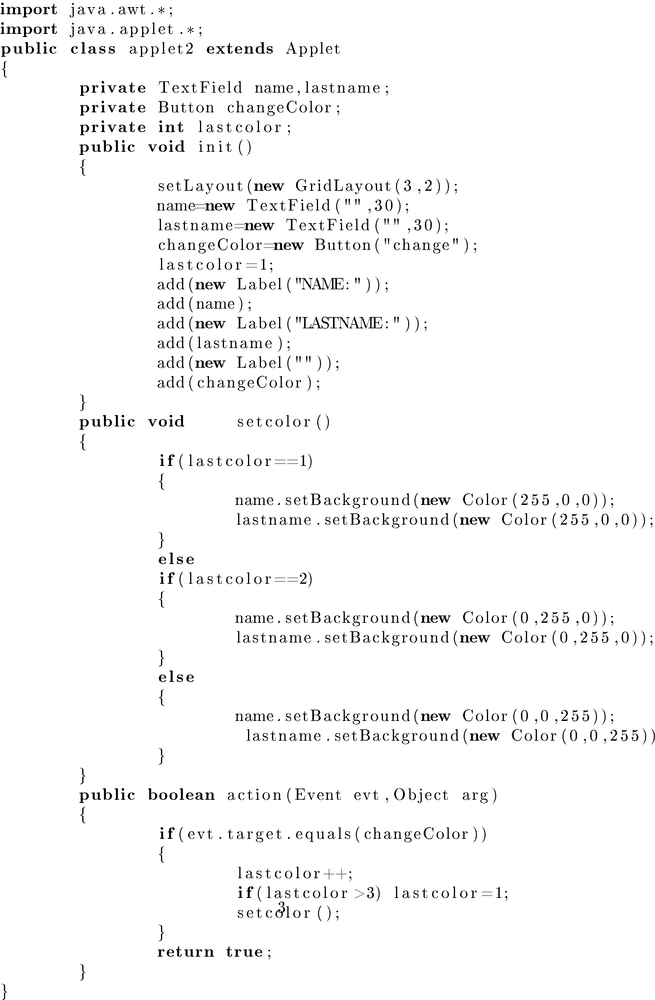 import java.awt.*;
import java.applet.*;
public class applet2 extends Applet
{
private TextField name,lastname;
private Button changeColor;
private int lastcolor;
public void init()
{
setLayout(new GridLayout(3,2));
name=new TextField("",30);
lastname=new TextField("",30);
changeColor=new Button("change");
lastcolor=1;
add(new Label("NAME:"));
add(name);
add(new Label("LASTNAME:"));
add(lastname);
add(new Label(""));
add(changeColor);
}
public void setcolor()
{
if(lastcolor==1)
{
name.setBackground(new Color(255,0,0));
lastname.setBackground(new Color(255,0,0));
}
else
if(lastcolor==2)
{
name.setBackground(new Color(0,255,0));
lastname.setBackground(new Color(0,255,0));
}
else
{
name.setBackground(new Color(0,0,255));
lastname.setBackground(new Color(0,0,255))
}
}
public boolean action(Event evt,Object arg)
{
if(evt.target.equals(changeColor))
{
lastcolor++;
if(lastcolor>3) lastcolor=1;
3
setcolor();
}
return true;
}
}